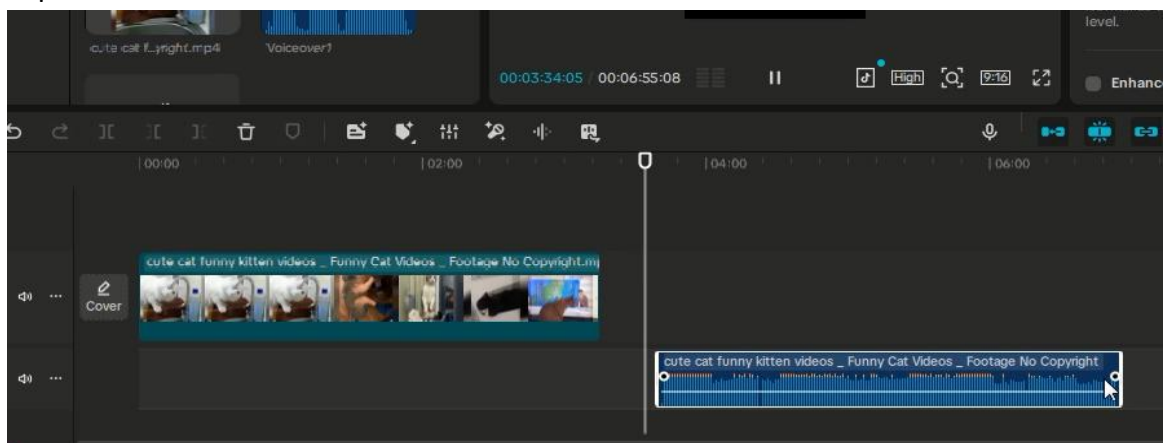 level.
cute cat f...yright.mp4
Voiceover1
00:03:34:05 / 00:06:55:08
High
9:16
Enhanc
00:00
02:00
04:00
06:00
cute cat funny kitten videos _ Funny Cat Videos _ Footage No Copyright.m
Cover
cute cat funny kitten videos _ Funny Cat Videos _ Footage No Copyright